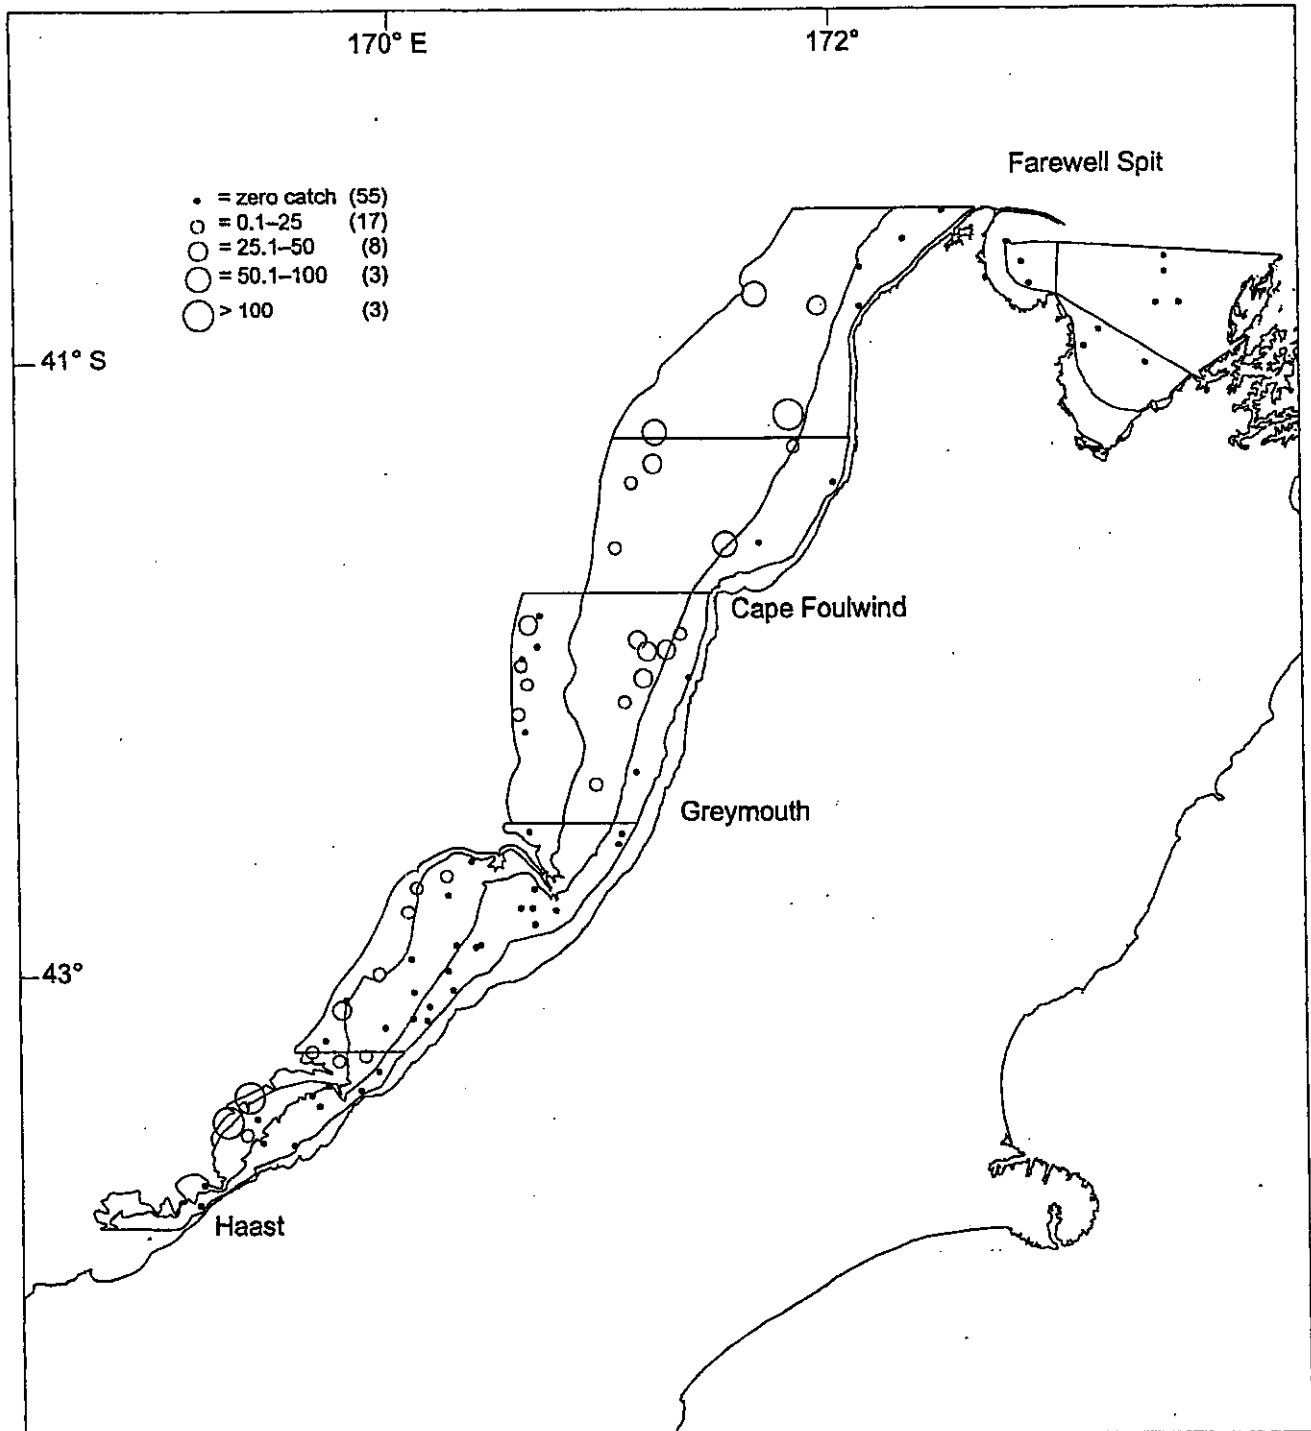 170° E
172°
Farewell Spit
= zero catch (55)
= 0.1–25 (17)
= 25.1–50 (8)
= 50.1–100 (3)
> 100 (3)
41° S
Cape Foulwind
Greymouth
43°
Haast